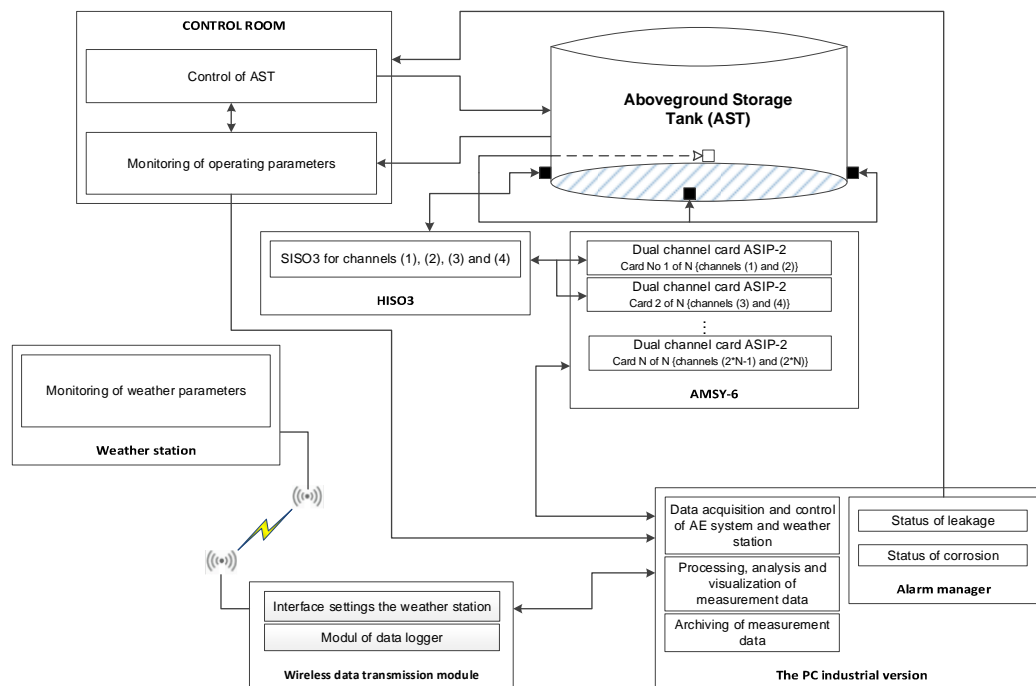 CONTROL ROOM
Control of AST
Monitoring of operating parameters
Aboveground Storage
Tank (AST)
SISO3 for channels (1), (2), (3) and (4)
HISO3
Dual channel card ASIP-2
Card No 1 of N {channels (1) and (2)}
Dual channel card ASIP-2
Card 2 of N {channels (3) and (4)}
...
Dual channel card ASIP-2
Card N of N {channels (2*N-1) and (2*N)}
AMSY-6
Monitoring of weather parameters
Weather station
Interface settings the weather station
Modul of data logger
Wireless data transmission module
Data acquisition and control
of AE system and weather
station
Processing, analysis and
visualization of
measurement data
Archiving of measurement
data
Status of leakage
Status of corrosion
Alarm manager
The PC industrial version